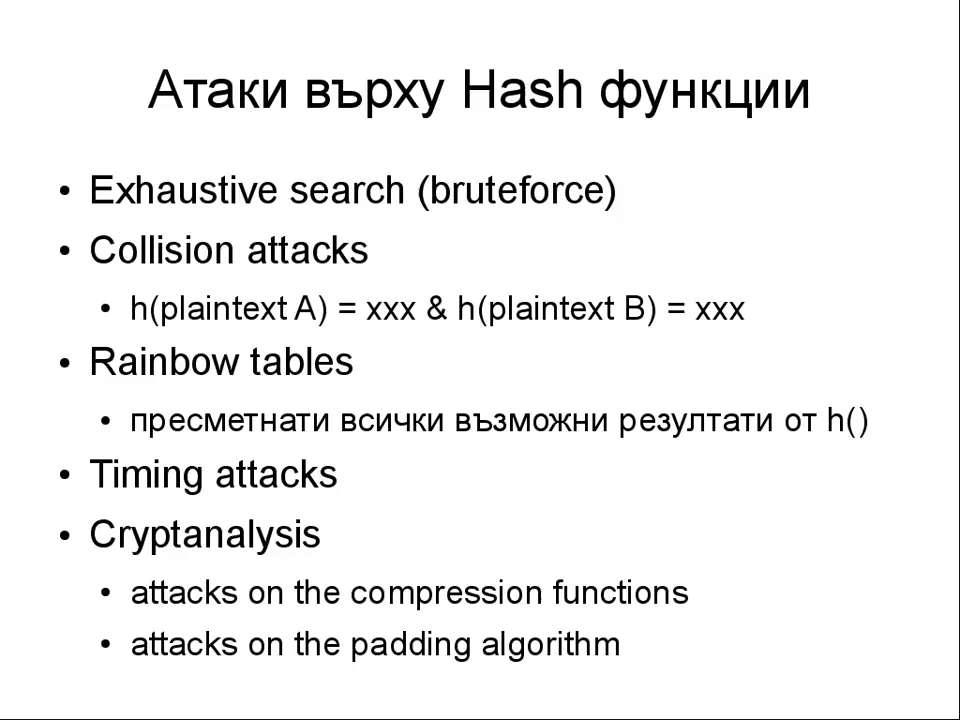 Атаки върху Hash функции
• Exhaustive search (bruteforce)
• Collision attacks
• h(plaintext A) = xxx & h(plaintext B) = xxx
• Rainbow tables
• пресметнати всички възможни резултати от h()
• Timing attacks
• Cryptanalysis
• attacks on the compression functions
• attacks on the padding algorithm